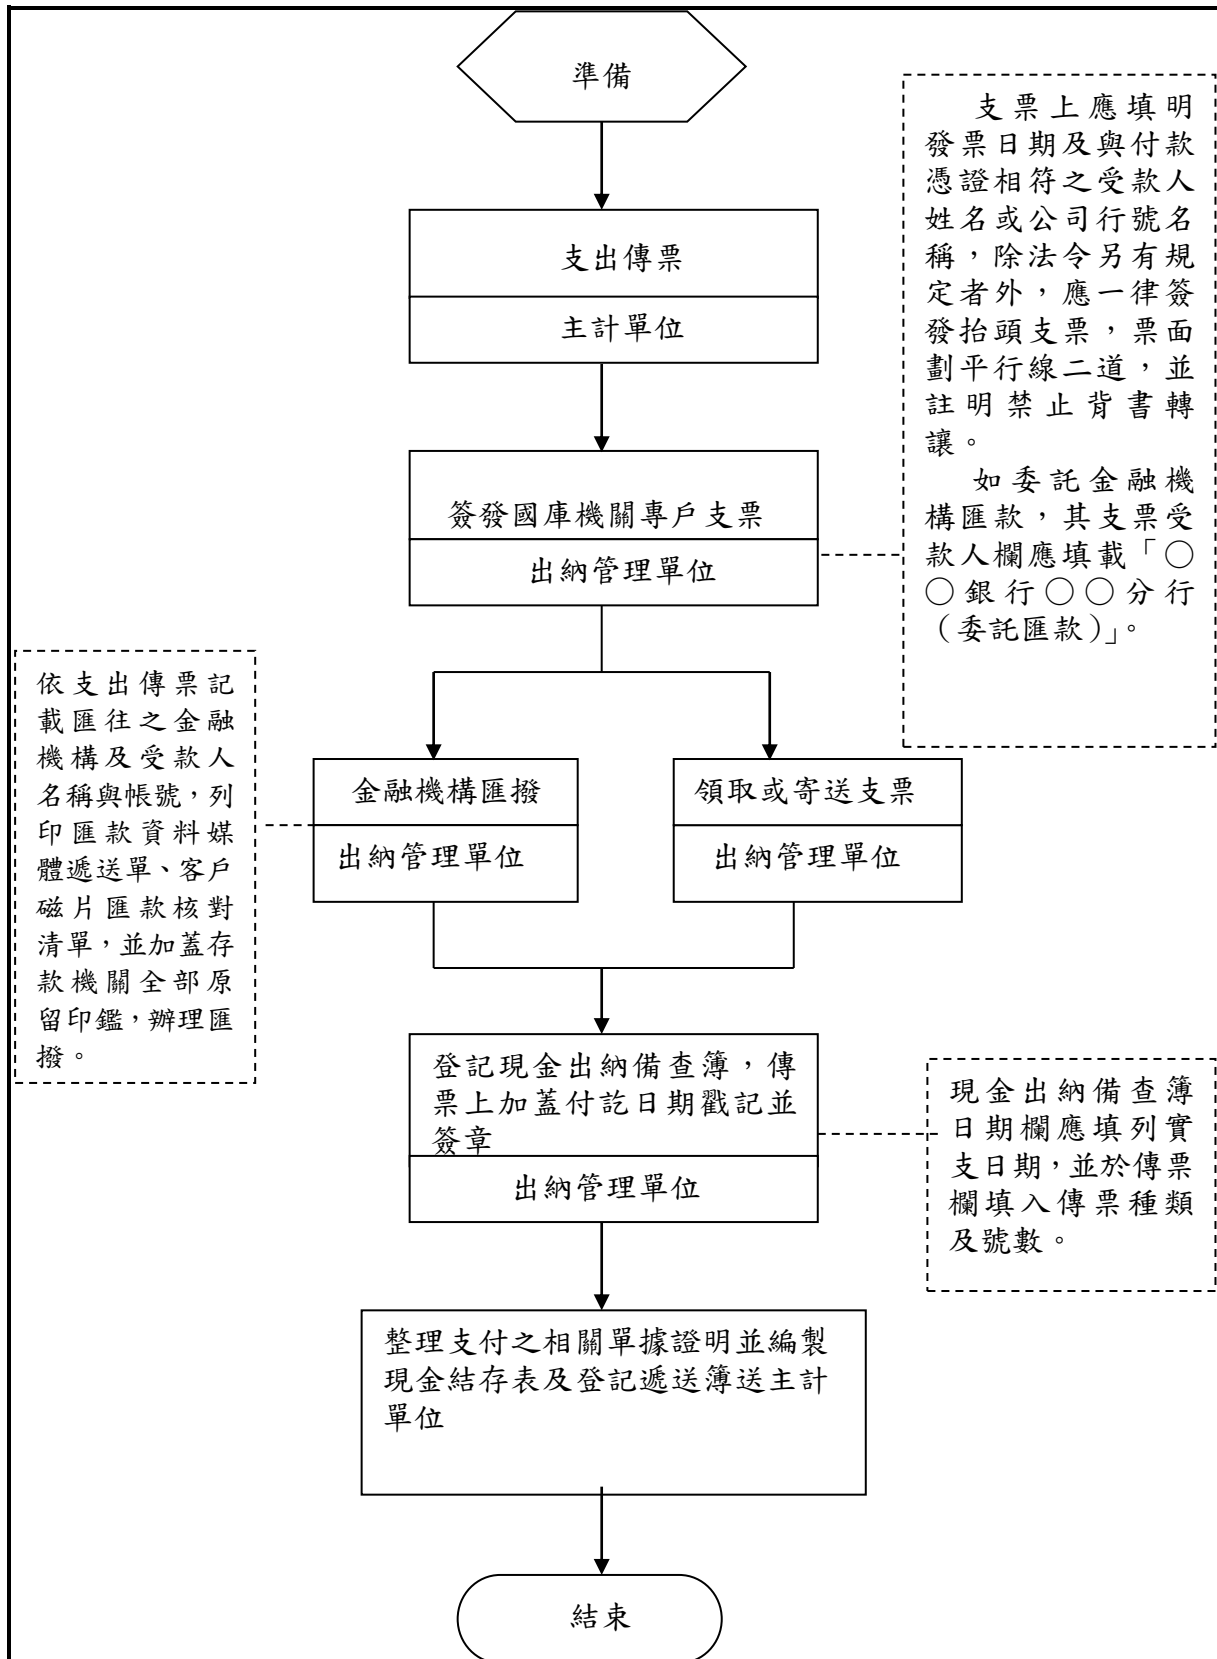 準備
支票上應填明
發票日期及與付款
憑證相符之受款人
姓名或公司行號名
稱，除法令另有規
定者外，應一律簽
發抬頭支票，票面
劃平行線二道，並
註明禁止背書轉
讓。
如委託金融機
構匯款，其支票受
款人欄應填載「○
○銀行○○分行
（委託匯款）」。
支出傳票
主計單位
簽發國庫機關專戶支票
出納管理單位
依支出傳票記
載匯往之金融
機構及受款人
名稱與帳號，列
印匯款資料媒
體遞送單、客戶
磁片匯款核對
清單，並加蓋存
款機關全部原
留印鑑，辦理匯
撥。
金融機構匯撥
出納管理單位
領取或寄送支票
出納管理單位
登記現金出納備查簿，傳
票上加蓋付訖日期戳記並
簽章
出納管理單位
現金出納備查簿
日期欄應填列實
支日期，並於傳票
欄填入傳票種類
及號數。
整理支付之相關單據證明並編製
現金結存表及登記遞送簿送主計
單位
結束